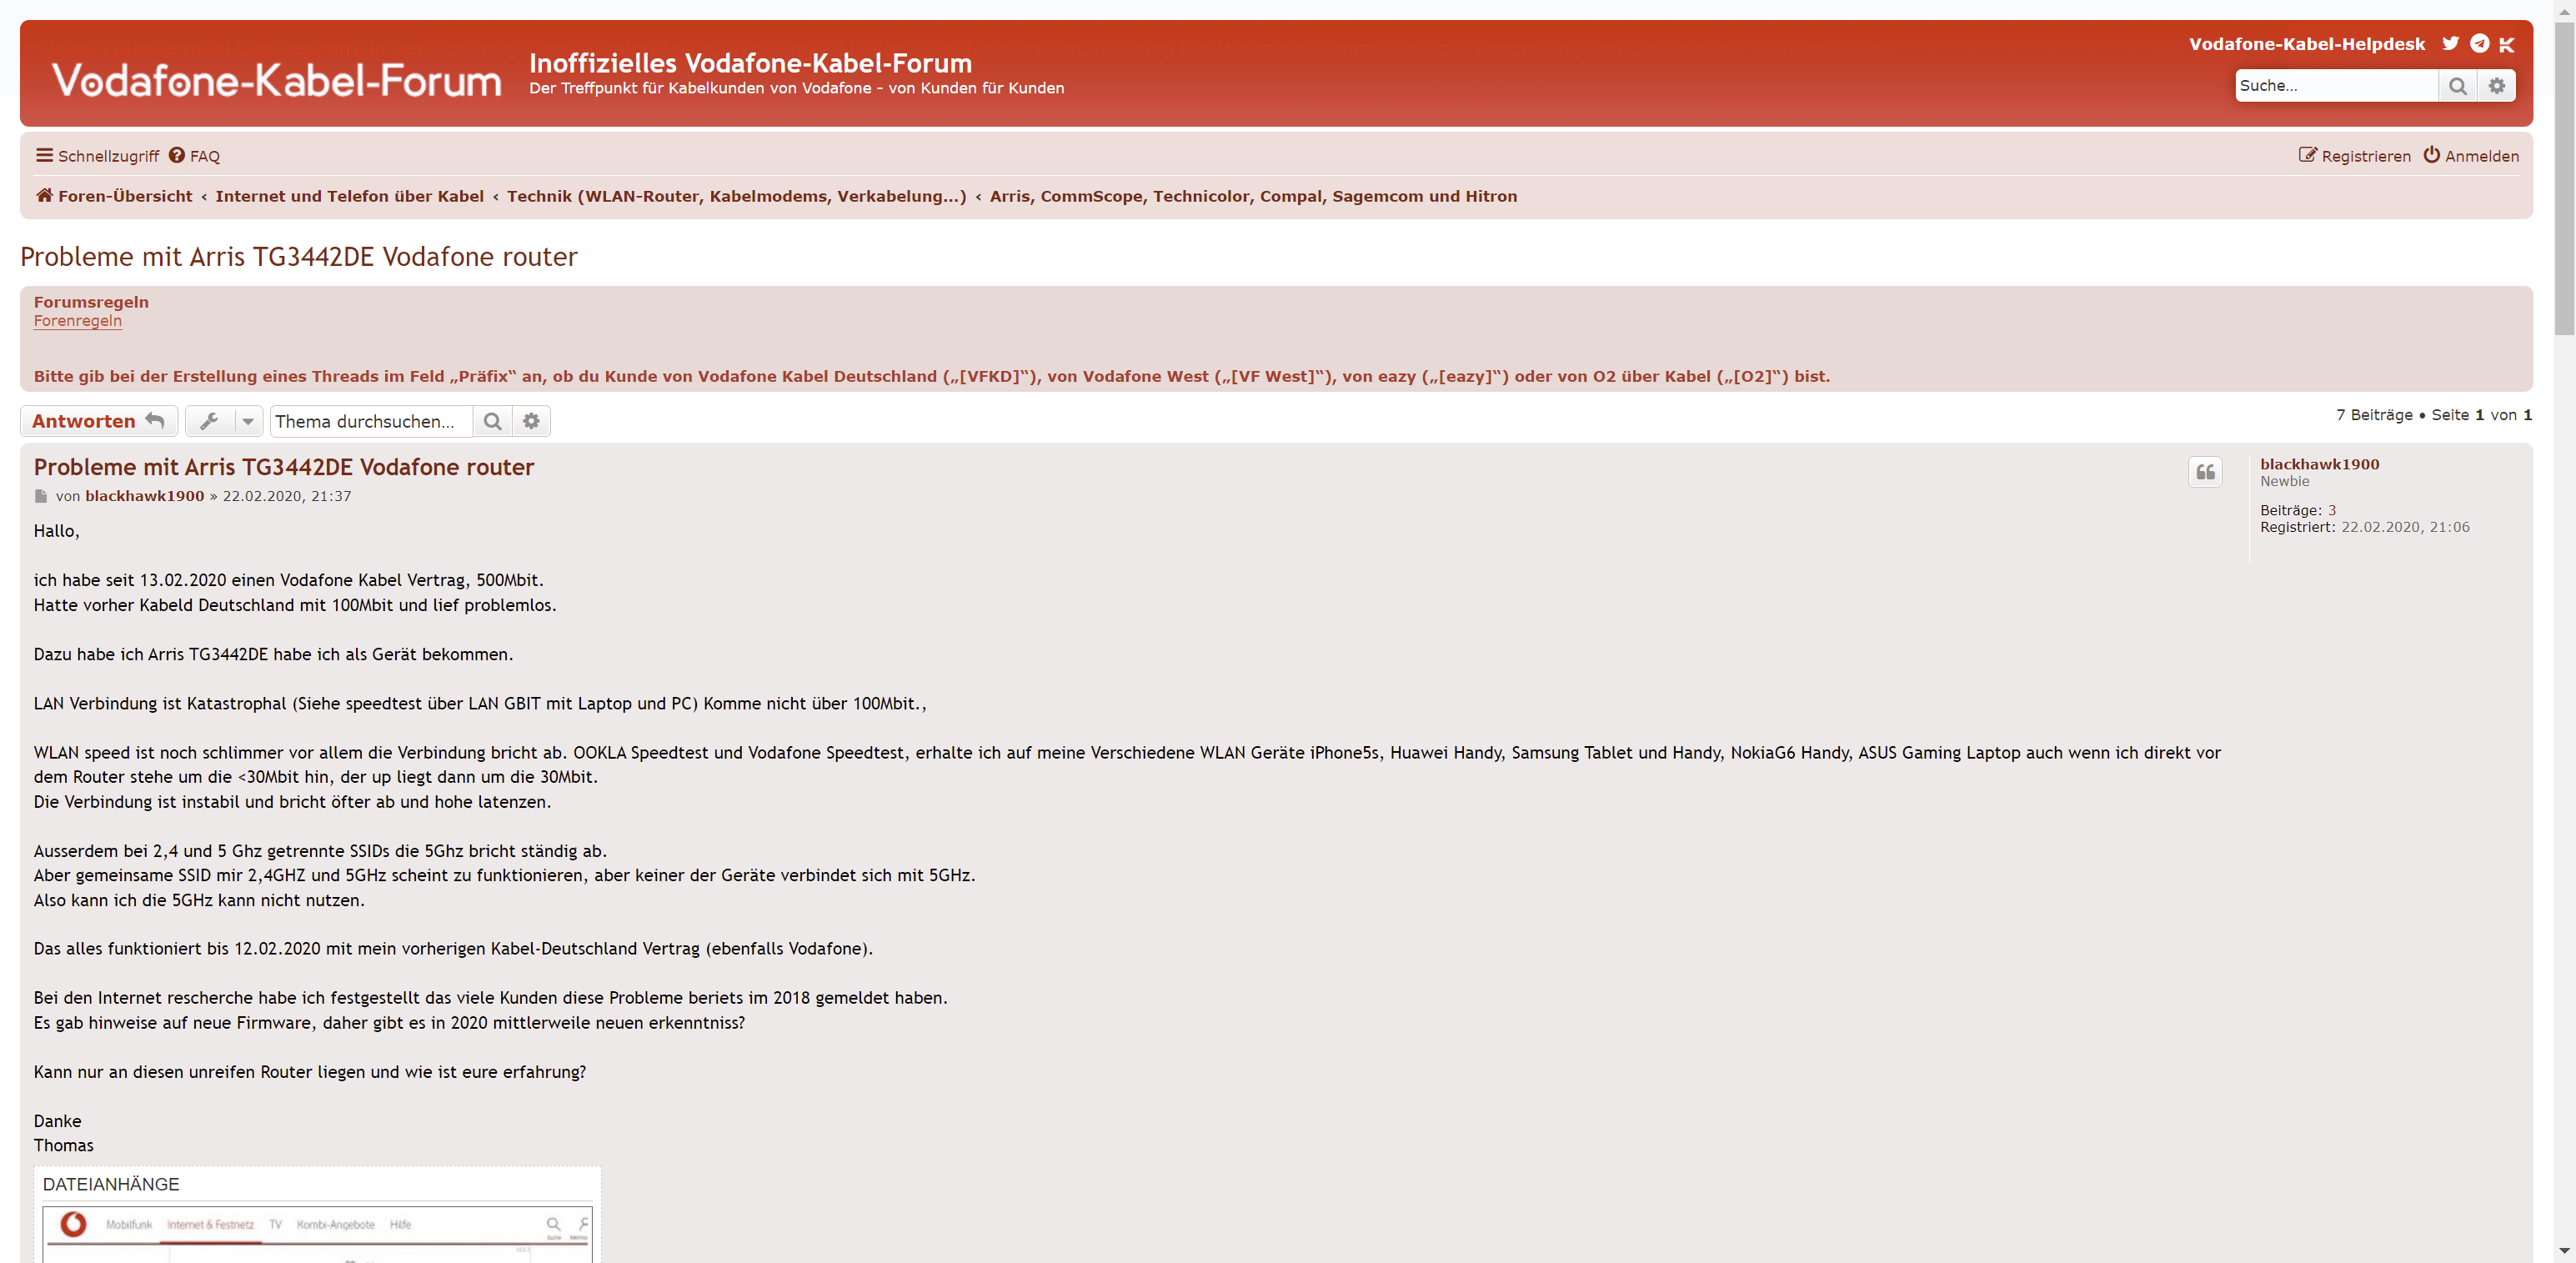 Vodafone-Kabel-Forum
Inoffizielles Vodafone-Kabel-Forum
Der Treffpunkt für Kabelkunden von Vodafone - von Kunden für Kunden
Vodafone-Kabel-Helpdesk
Suche...
Schnellzugriff FAQ
Registrieren Anmelden
Foren-Übersicht ‹ Internet und Telefon über Kabel ‹ Technik (WLAN-Router, Kabelmodems, Verkabelung...) ‹ Arris, CommScope, Technicolor, Compal, Sagemcom und Hitron
Probleme mit Arris TG3442DE Vodafone router
Forumsregeln
Forenregeln
Bitte gib bei der Erstellung eines Threads im Feld „Präfix“ an, ob du Kunde von Vodafone Kabel Deutschland („[VFKD]“), von Vodafone West („[VF West]“), von eazy („[eazy]“) oder von O2 über Kabel („[O2]“) bist.
Antworten
Thema durchsuchen...
7 Beiträge • Seite 1 von 1
Probleme mit Arris TG3442DE Vodafone router
von blackhawk1900 » 22.02.2020, 21:37
blackhawk1900
Newbie
Beiträge: 3
Registriert: 22.02.2020, 21:06
Hallo,
ich habe seit 13.02.2020 einen Vodafone Kabel Vertrag, 500Mbit.
Hatte vorher Kabeld Deutschland mit 100Mbit und lief problemlos.
Dazu habe ich Arris TG3442DE habe ich als Gerät bekommen.
LAN Verbindung ist Katastrophal (Siehe speedtest über LAN GBIT mit Laptop und PC) Komme nicht über 100Mbit.,
WLAN speed ist noch schlimmer vor allem die Verbindung bricht ab. OOKLA Speedtest und Vodafone Speedtest, erhalte ich auf meine Verschiedene WLAN Geräte iPhone5s, Huawei Handy, Samsung Tablet und Handy, NokiaG6 Handy, ASUS Gaming Laptop auch wenn ich direkt vor
dem Router stehe um die <30Mbit hin, der up liegt dann um die 30Mbit.
Die Verbindung ist instabil und bricht öfter ab und hohe latenzen.
Ausserdem bei 2,4 und 5 Ghz getrennte SSIDs die 5Ghz bricht ständig ab.
Aber gemeinsame SSID mir 2,4GHZ und 5GHz scheint zu funktionieren, aber keiner der Geräte verbindet sich mit 5GHz.
Also kann ich die 5GHz kann nicht nutzen.
Das alles funktioniert bis 12.02.2020 mit mein vorherigen Kabel-Deutschland Vertrag (ebenfalls Vodafone).
Bei den Internet rescherche habe ich festgestellt das viele Kunden diese Probleme beriets im 2018 gemeldet haben.
Es gab hinweise auf neue Firmware, daher gibt es in 2020 mittlerweile neuen erkenntniss?
Kann nur an diesen unreifen Router liegen und wie ist eure erfahrung?
Danke
Thomas
DATEIANHÄNGE
Mobilfunk Internet & Festnetz TV Kombi-Angebote Hilfe
Suche